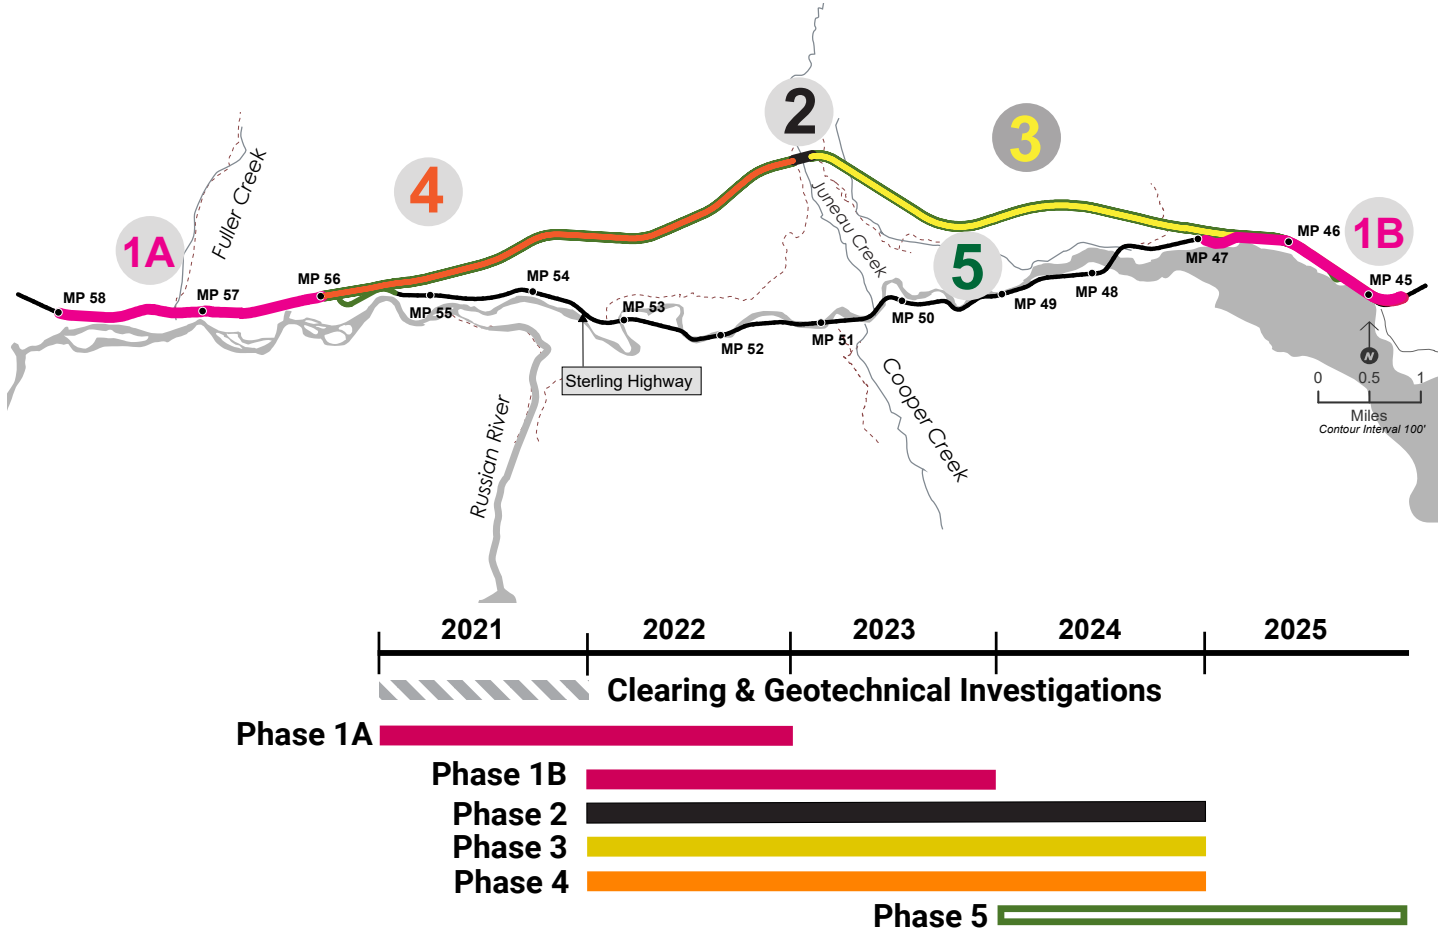 2
3
4
Fuller Creek
Juneau Creek
1A
1B
5
MP 58
MP 57
MP 56
MP 55
MP 54
MP 53
MP 52
MP 51
MP 50
MP 49
MP 48
MP 47
MP 46
MP 45
Sterling Highway
Russian River
Cooper Creek
N
0 0.5 1
Miles
Contour Interval 100'
2021 2022 2023 2024 2025
Clearing & Geotechnical Investigations
Phase 1A
Phase 1B
Phase 2
Phase 3
Phase 4
Phase 5